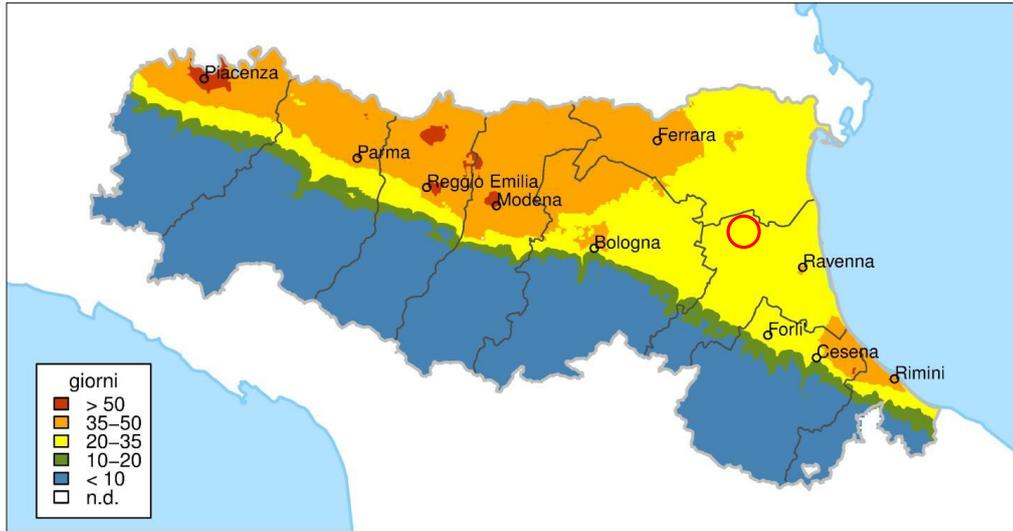 Piacenza
Parma
Reggio Emilia
Modena
Ferrara
Bologna
Ravenna
Forlì
Cesena
Rimini
giorni
> 50
35–50
20–35
10–20
< 10
n.d.